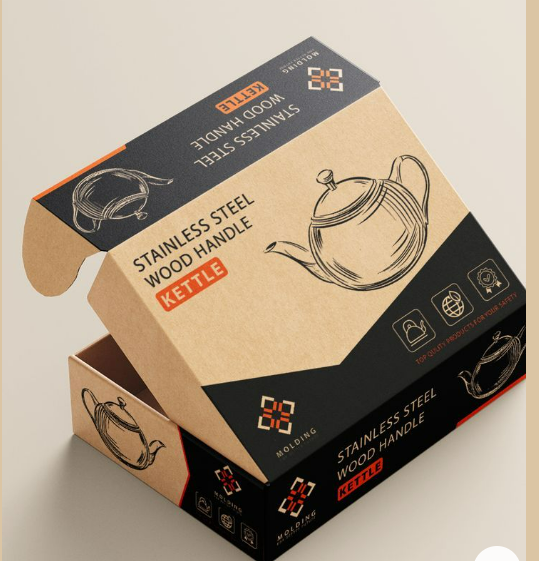 MOLDING
STAINLESS STEEL
WOOD HANDLE
KETTLE
STAINLESS STEEL
WOOD HANDLE
KETTLE
TOP QUALITY PRODUCTS FOR YOUR SAFETY
MOLDING
STAINLESS STEEL
WOOD HANDLE
KETTLE
MOLDING
MOLDING